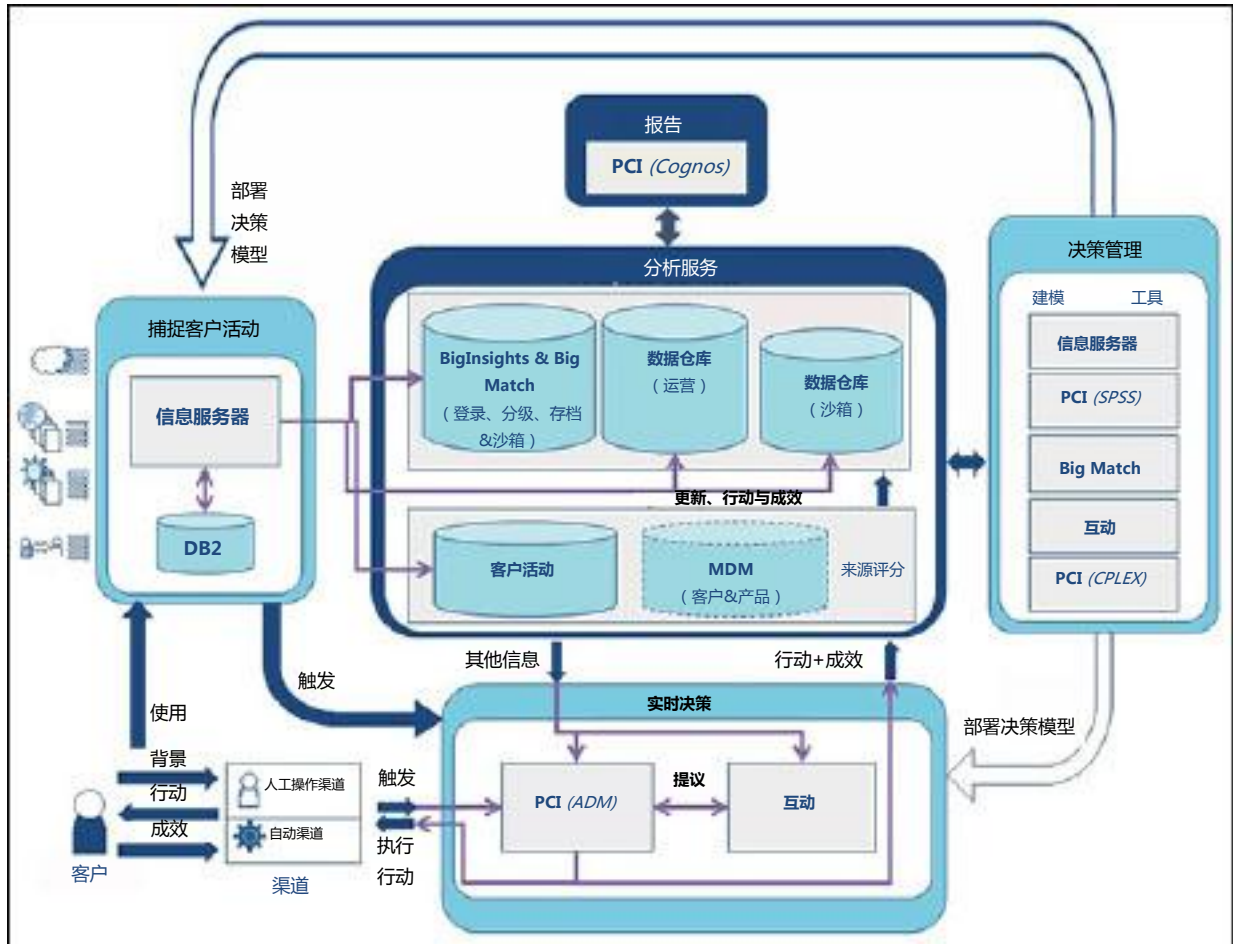 报告
PCI (Cognos)
部署
决策
模型
分析服务
决策管理
建模 工具
信息服务器
PCI (SPSS)
Big Match
互动
PCI (CPLEX)
捕捉客户活动
信息服务器
DB2
BigInsights & Big
Match
(登录、分级、存档
&沙箱)
数据仓库
(运营)
数据仓库
(沙箱)
更新、行动与成效
客户活动
MDM
(客户&产品)
来源评分
其他信息
行动+成效
触发
实时决策
部署决策模型
使用
背景
行动
成效
客户
人工操作渠道
自动渠道
渠道
触发
执行
行动
PCI (ADM)
提议
互动